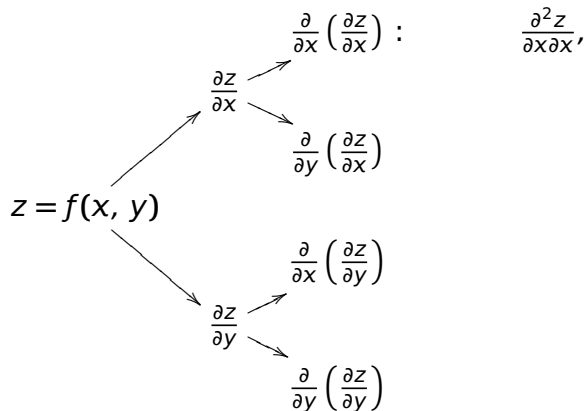 ∂/∂x (∂z/∂x) : ∂²z/∂x∂x,
∂z/∂x
∂/∂y (∂z/∂x)
z = f(x, y)
∂/∂x (∂z/∂y)
∂z/∂y
∂/∂y (∂z/∂y)